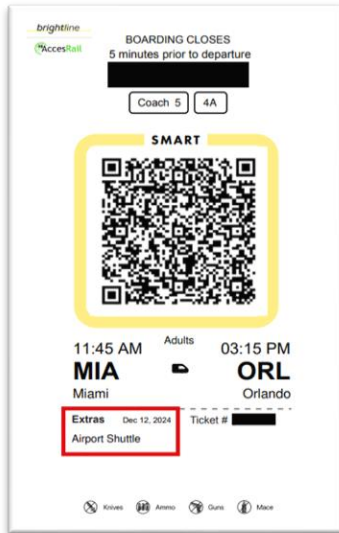 brightline
AccesRail
BOARDING CLOSES
5 minutes prior to departure
Coach 5 4A
SMART
11:45 AM Adults 03:15 PM
MIA ORL
Miami Orlando
Extras Dec 12, 2024 Ticket #
Airport Shuttle
Knives Ammo Guns Mace